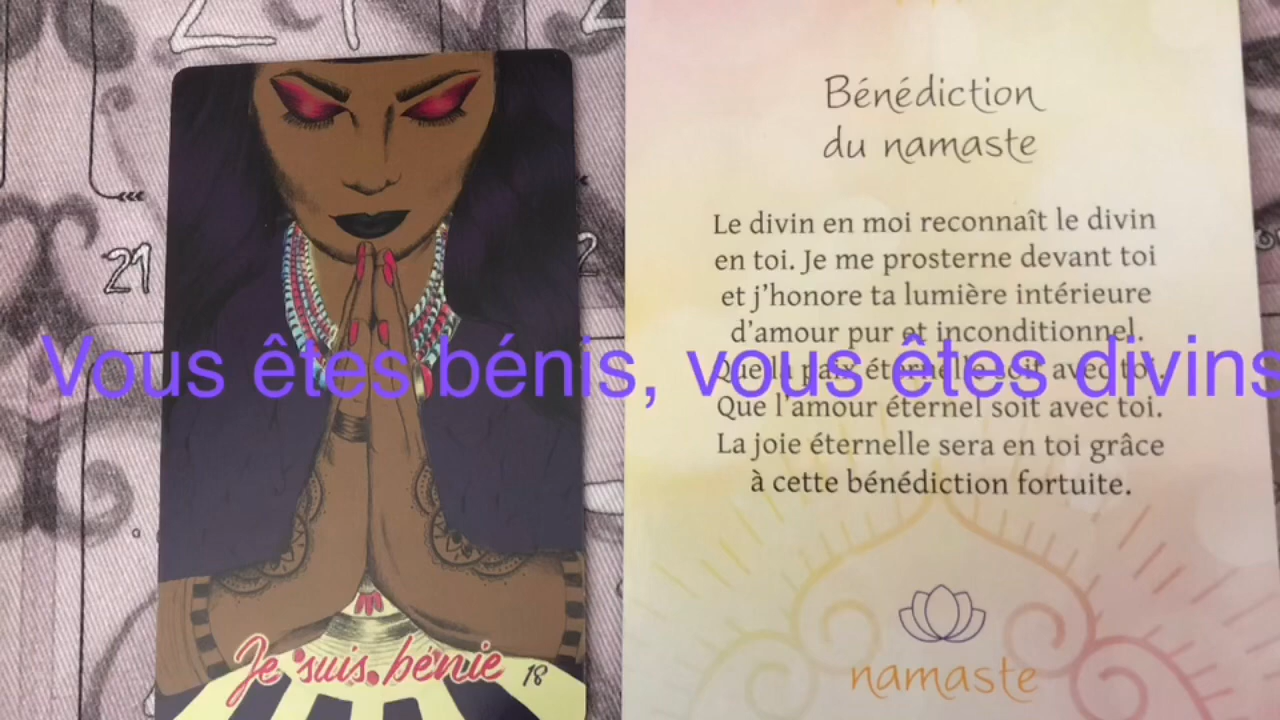 21
Je suis bénie 18
Bénédiction
du namaste
Le divin en moi reconnaît le divin
en toi. Je me prosterne devant toi
et j’honore ta lumière intérieure
d’amour pur et inconditionnel.
Que la paix éternelle soit avec toi.
Que l’amour éternel soit avec toi.
La joie éternelle sera en toi grâce
à cette bénédiction fortuite.
namaste
Vous êtes bénis, vous êtes divins